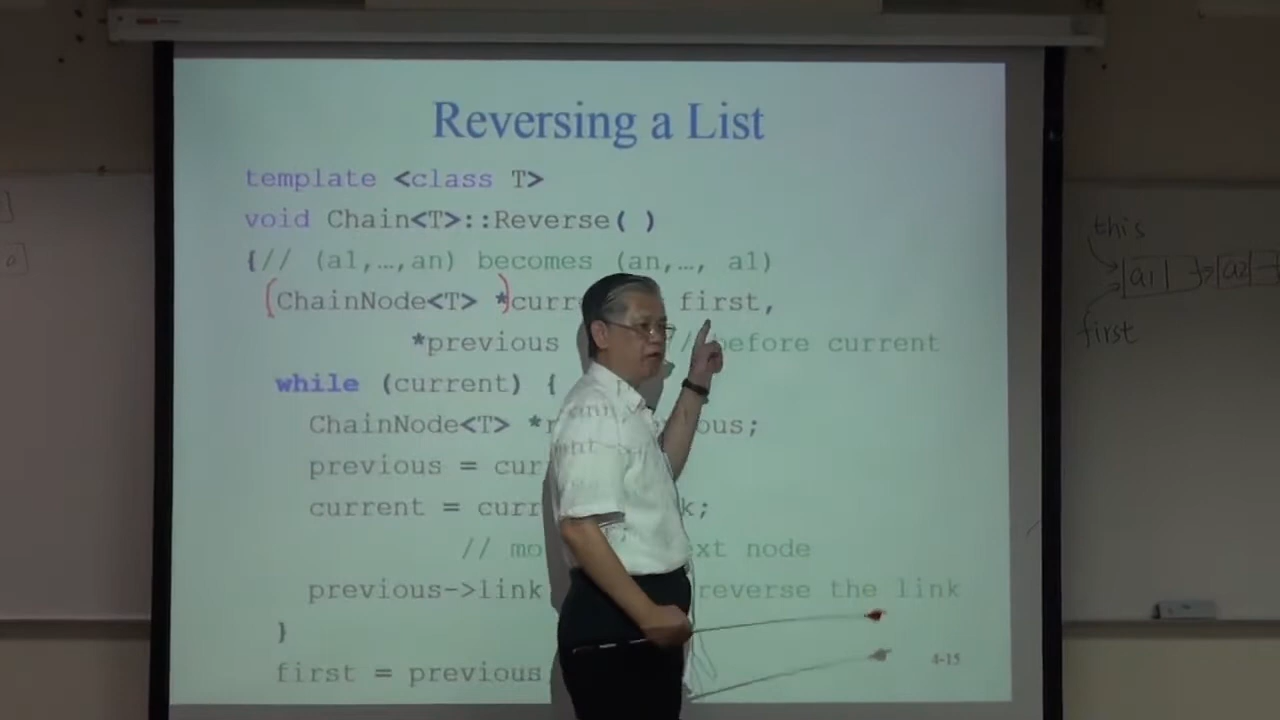 Reversing a List
template <class T>
void Chain<T>::Reverse( )
{// (a1,…,an) becomes (an,…, a1)
ChainNode<T> *curre first,
*previous // before current
while (current) {
ChainNode<T> *r ous;
previous = cur
current = curr k;
// mo ext node
previous->link reverse the link
}
first = previous
4-15
this
a1 a2
first